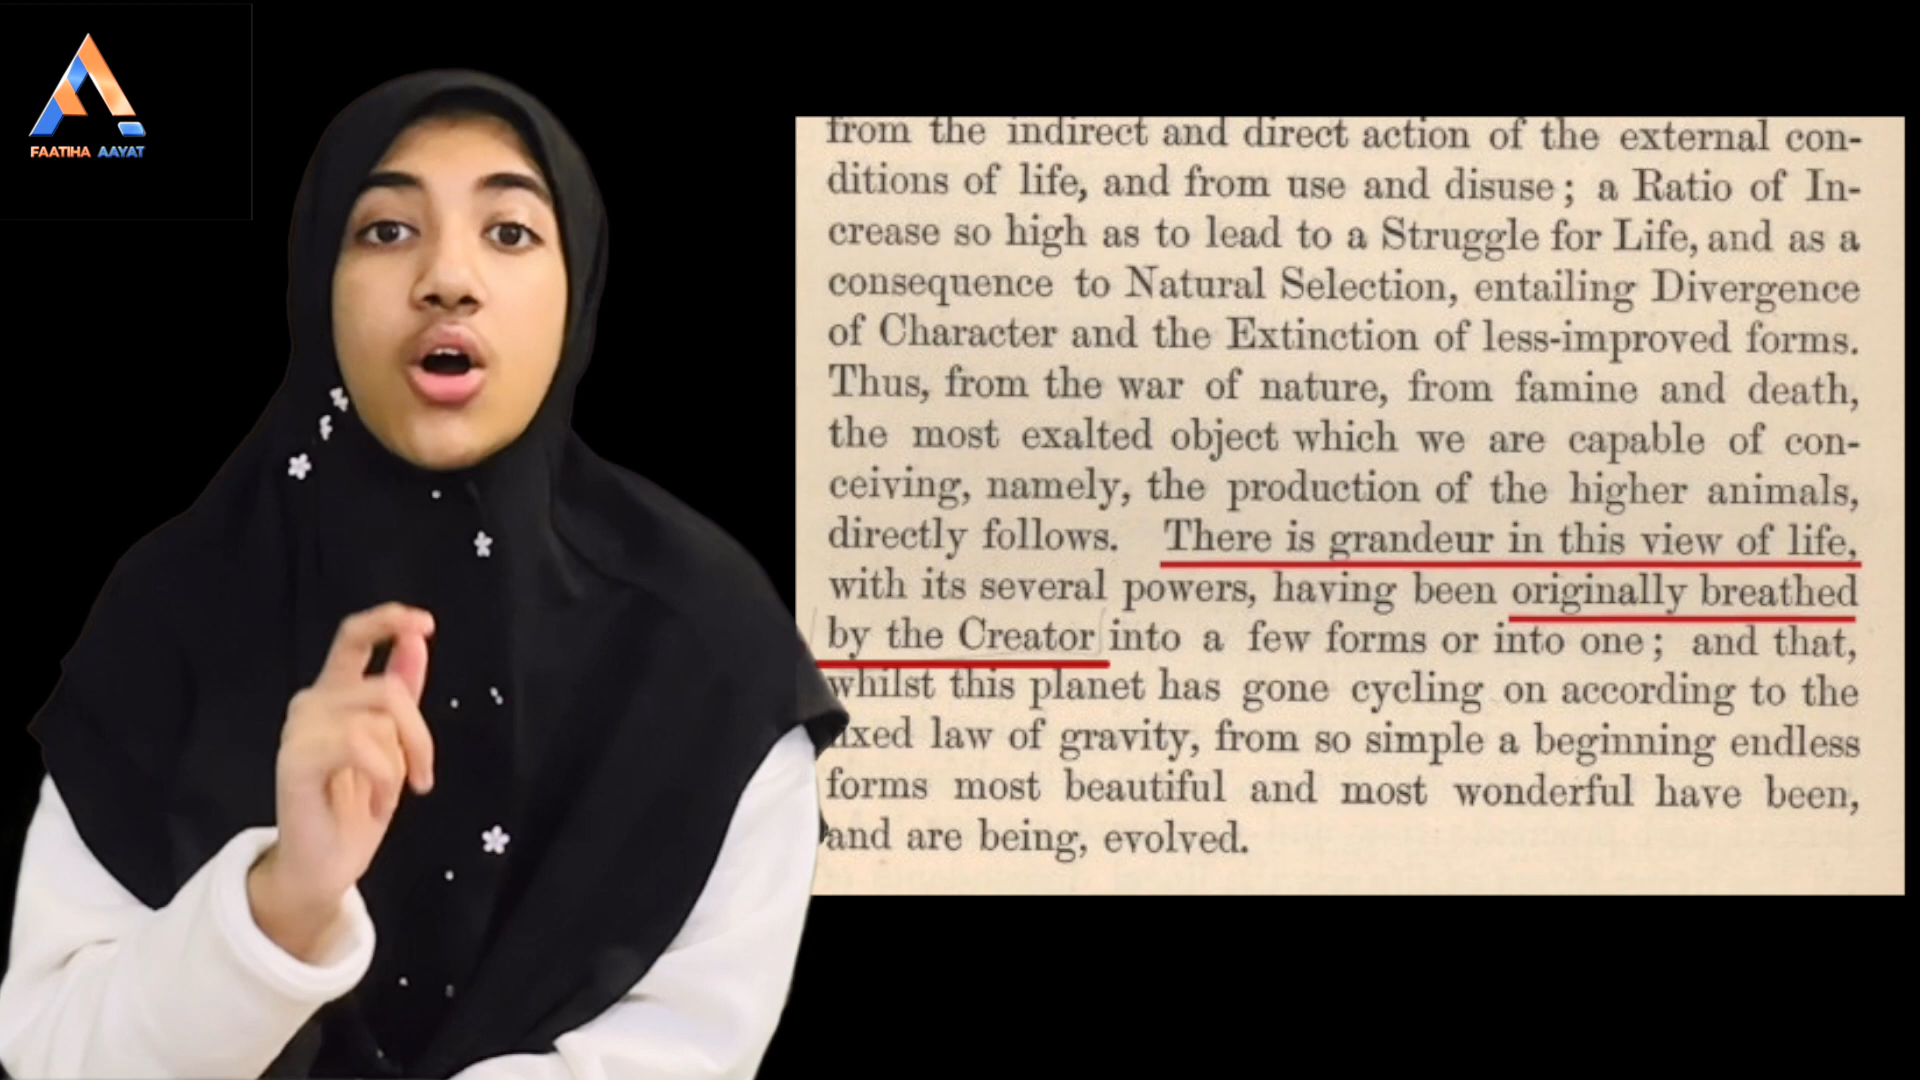 FAATIHA AAYAT
from the indirect and direct action of the external con-
ditions of life, and from use and disuse; a Ratio of In-
crease so high as to lead to a Struggle for Life, and as a
consequence to Natural Selection, entailing Divergence
of Character and the Extinction of less-improved forms.
Thus, from the war of nature, from famine and death,
the most exalted object which we are capable of con-
ceiving, namely, the production of the higher animals,
directly follows. There is grandeur in this view of life,
with its several powers, having been originally breathed
by the Creator into a few forms or into one; and that,
whilst this planet has gone cycling on according to the
fixed law of gravity, from so simple a beginning endless
forms most beautiful and most wonderful have been,
and are being, evolved.